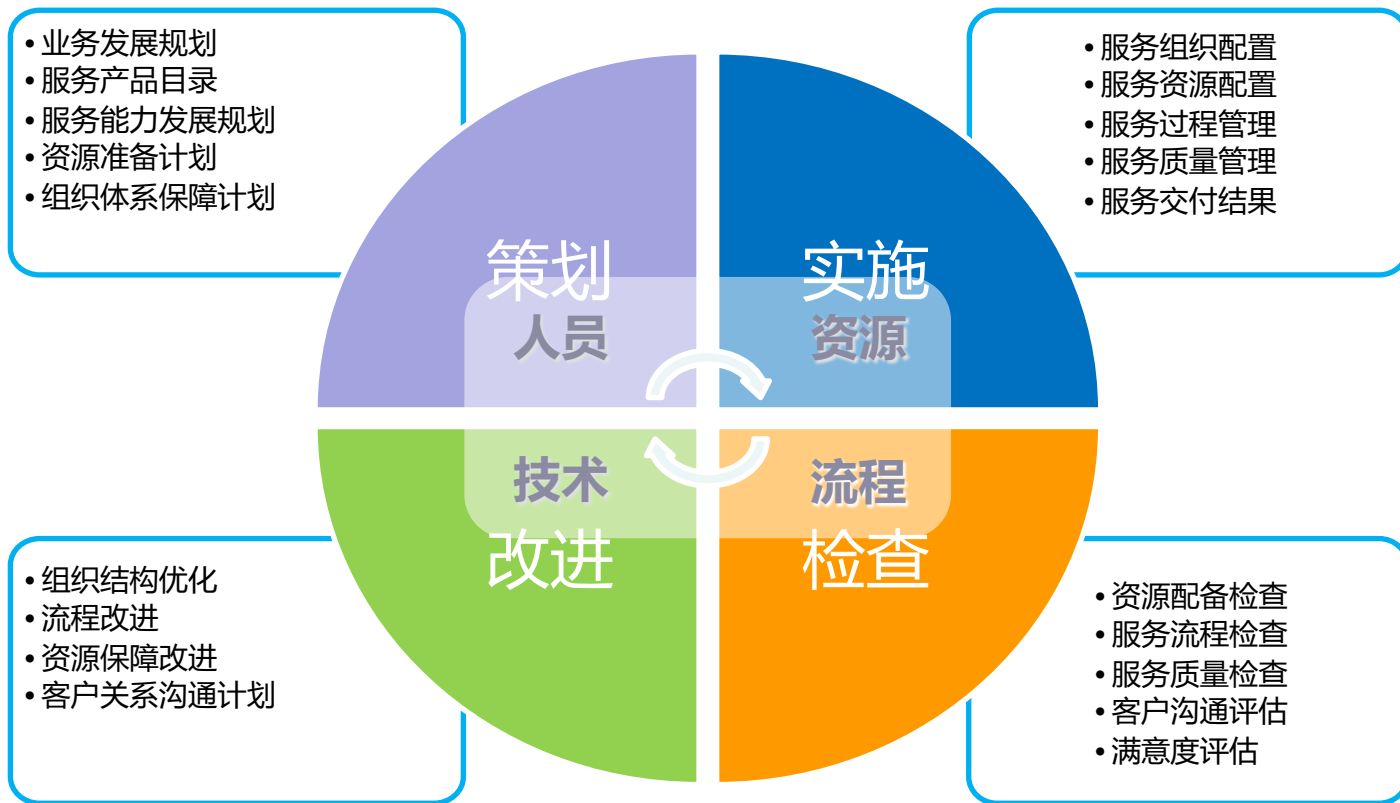 • 业务发展规划
• 服务产品目录
• 服务能力发展规划
• 资源准备计划
• 组织体系保障计划
• 服务组织配置
• 服务资源配置
• 服务过程管理
• 服务质量管理
• 服务交付结果
策划
实施
人员
资源
技术
流程
改进
检查
• 组织结构优化
• 流程改进
• 资源保障改进
• 客户关系沟通计划
• 资源配备检查
• 服务流程检查
• 服务质量检查
• 客户沟通评估
• 满意度评估